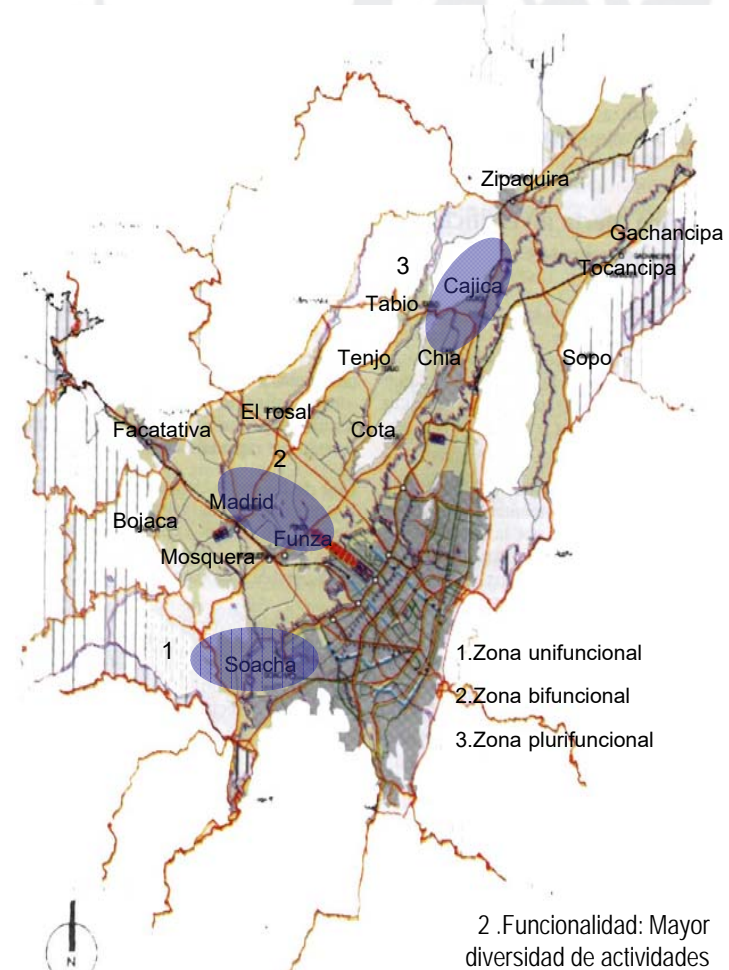 Zipaquira
Gachancipa
3
Tocancipa
Cajica
Tabio
Tenjo
Chia
Sopo
El rosal
Facatativa
Cota
2
Madrid
Bojaca
Funza
Mosquera
1
Soacha
1.Zona unifuncional
2.Zona bifuncional
3.Zona plurifuncional
N
2 .Funcionalidad: Mayor
diversidad de actividades